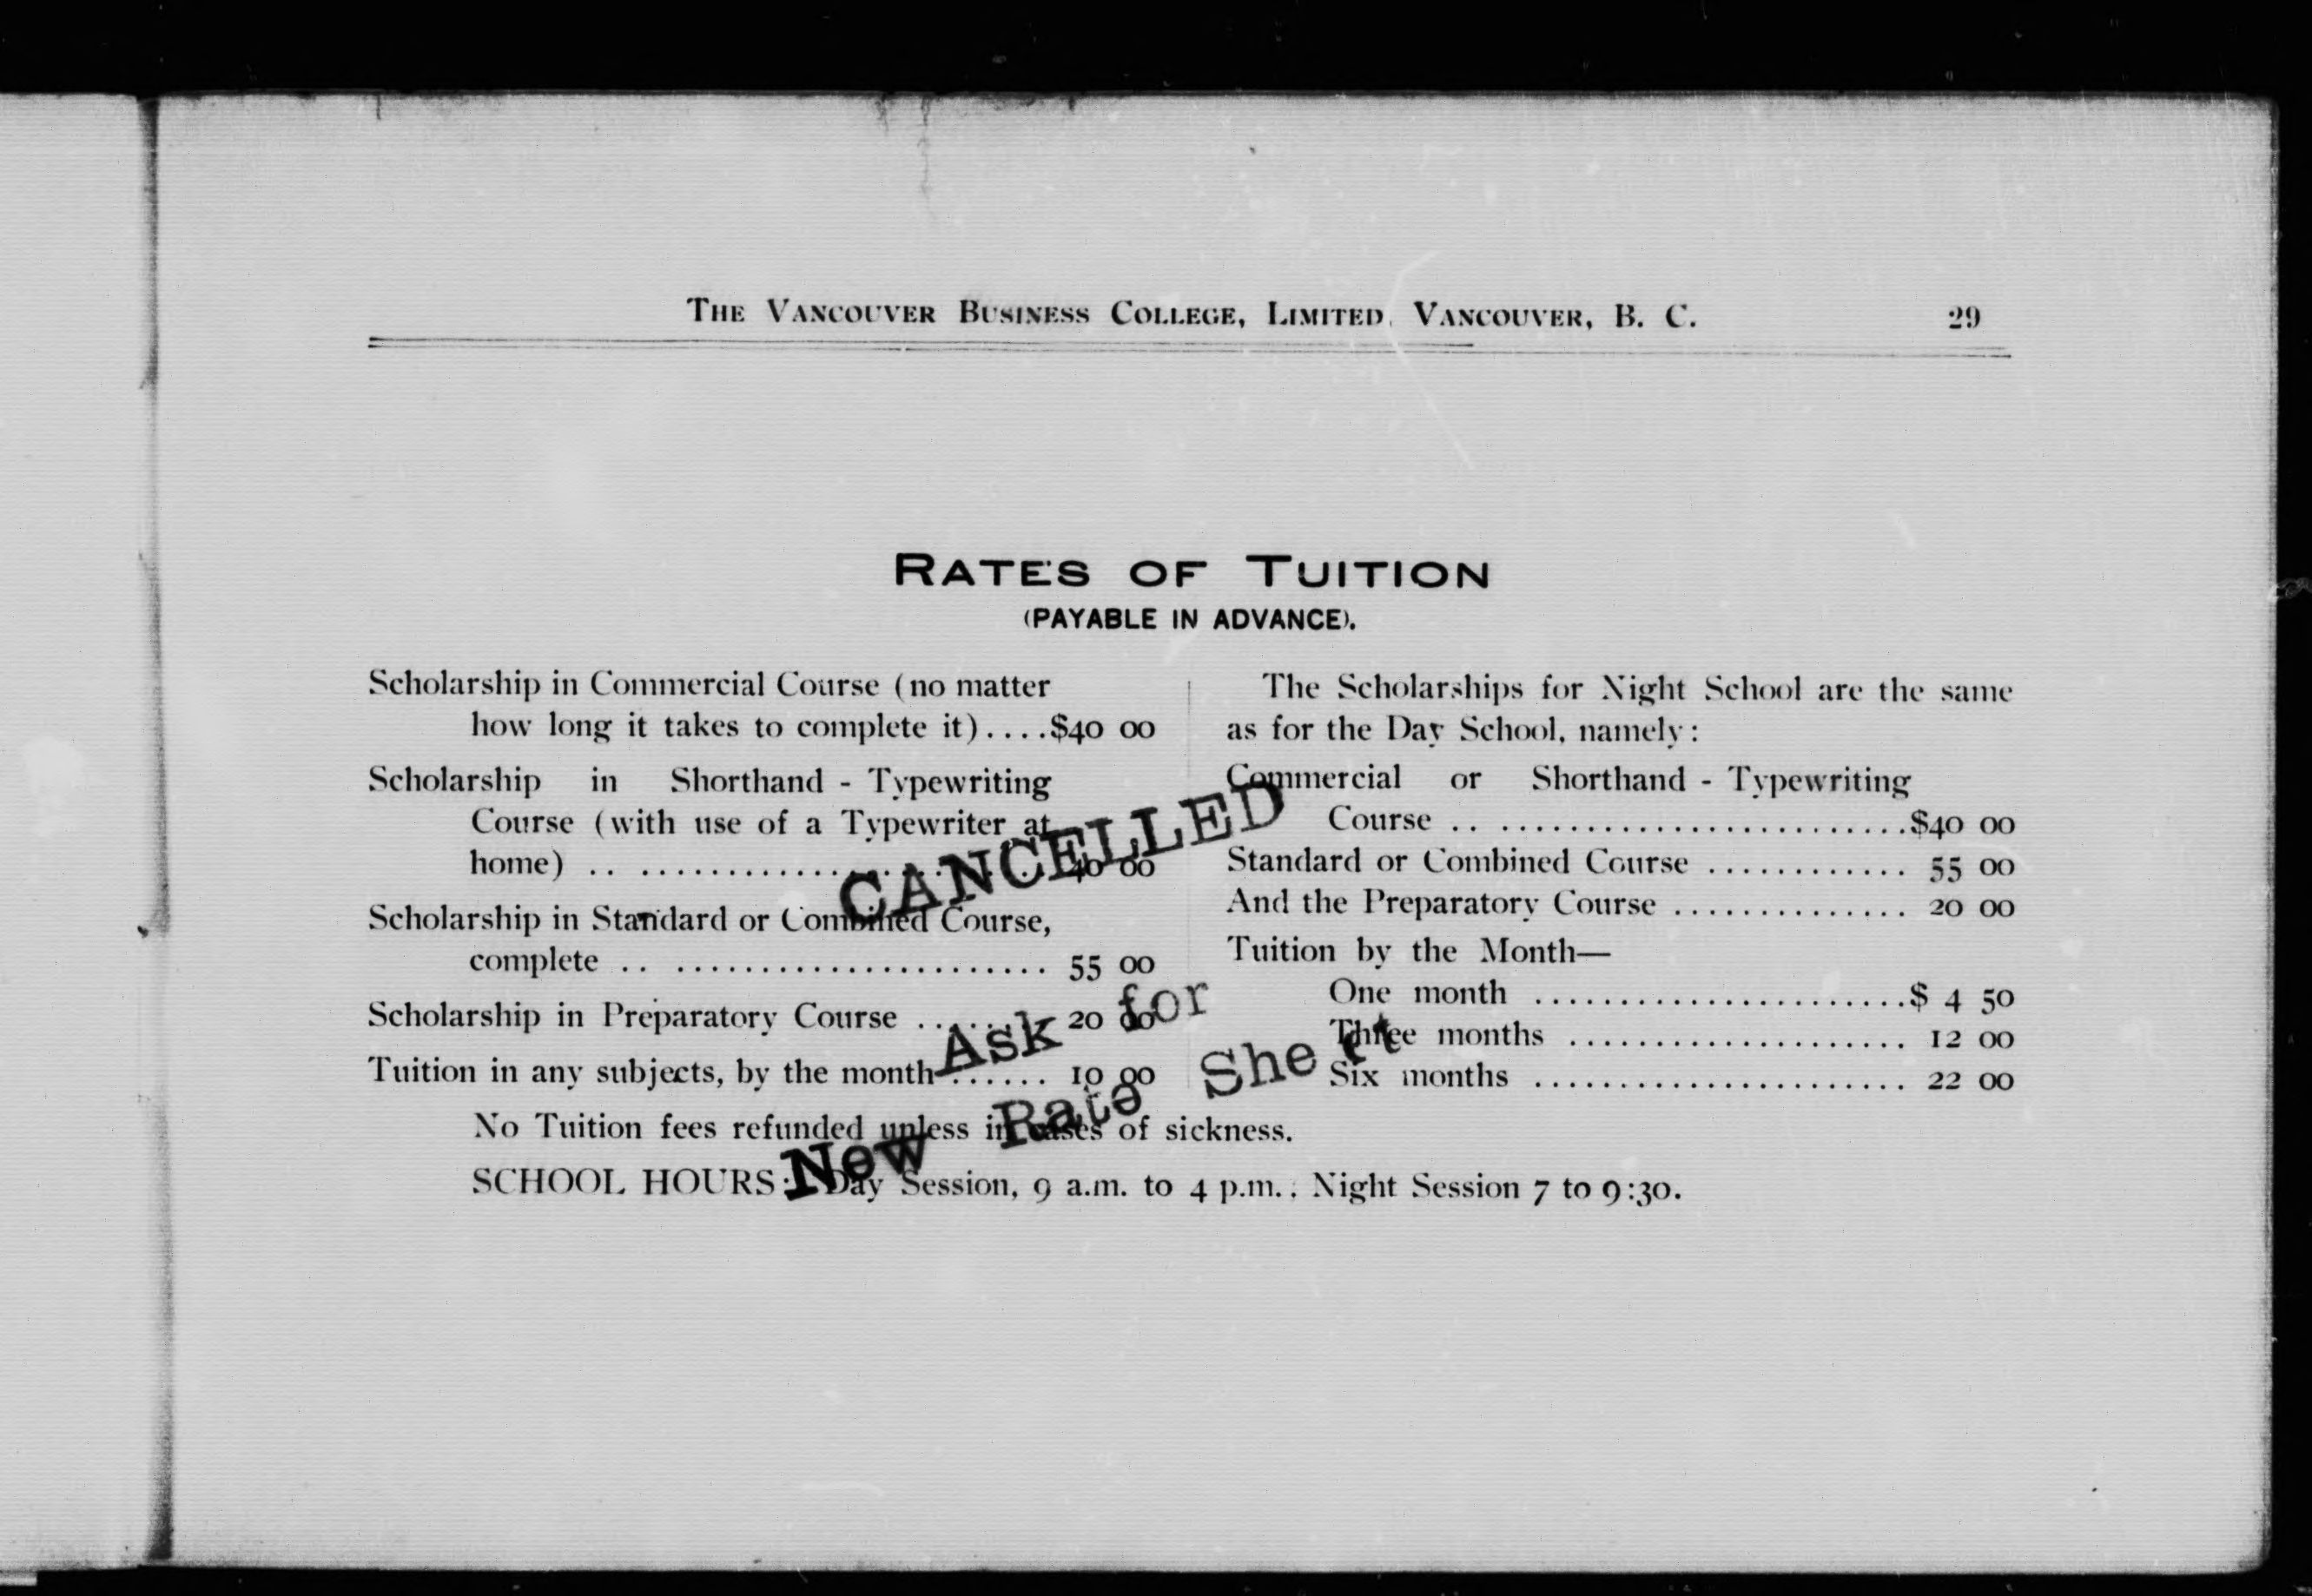 THE VANCOUVER BUSINESS COLLEGE, LIMITED, VANCOUVER, B. C. 29
RATES OF TUITION
(PAYABLE IN ADVANCE).
Scholarship in Commercial Course (no matter
how long it takes to complete it)....$40 00
Scholarship in Shorthand - Typewriting
Course (with use of a Typewriter at
home) .. .......................... 40 00
Scholarship in Standard or Combined Course,
complete .. ....................... 55 00
Scholarship in Preparatory Course ........ 20 00
Tuition in any subjects, by the month ...... 10 00
The Scholarships for Night School are the same
as for the Day School, namely:
Commercial or Shorthand - Typewriting
Course .. .........................$40 00
Standard or Combined Course ............ 55 00
And the Preparatory Course .............. 20 00
Tuition by the Month—
One month .......................$ 4 50
Three months .................... 12 00
Six months ....................... 22 00
No Tuition fees refunded unless in cases of sickness.
SCHOOL HOURS: Day Session, 9 a.m. to 4 p.m.; Night Session 7 to 9:30.
CANCELLED
Ask for
New Rate Sheet